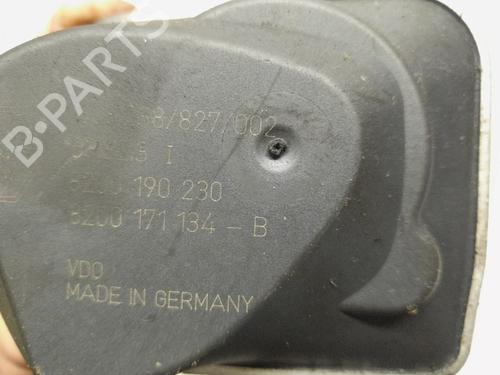 B-PARTS
8/827/002
I
8200 190 230
8200 171 134 - B
VDO
MADE IN GERMANY